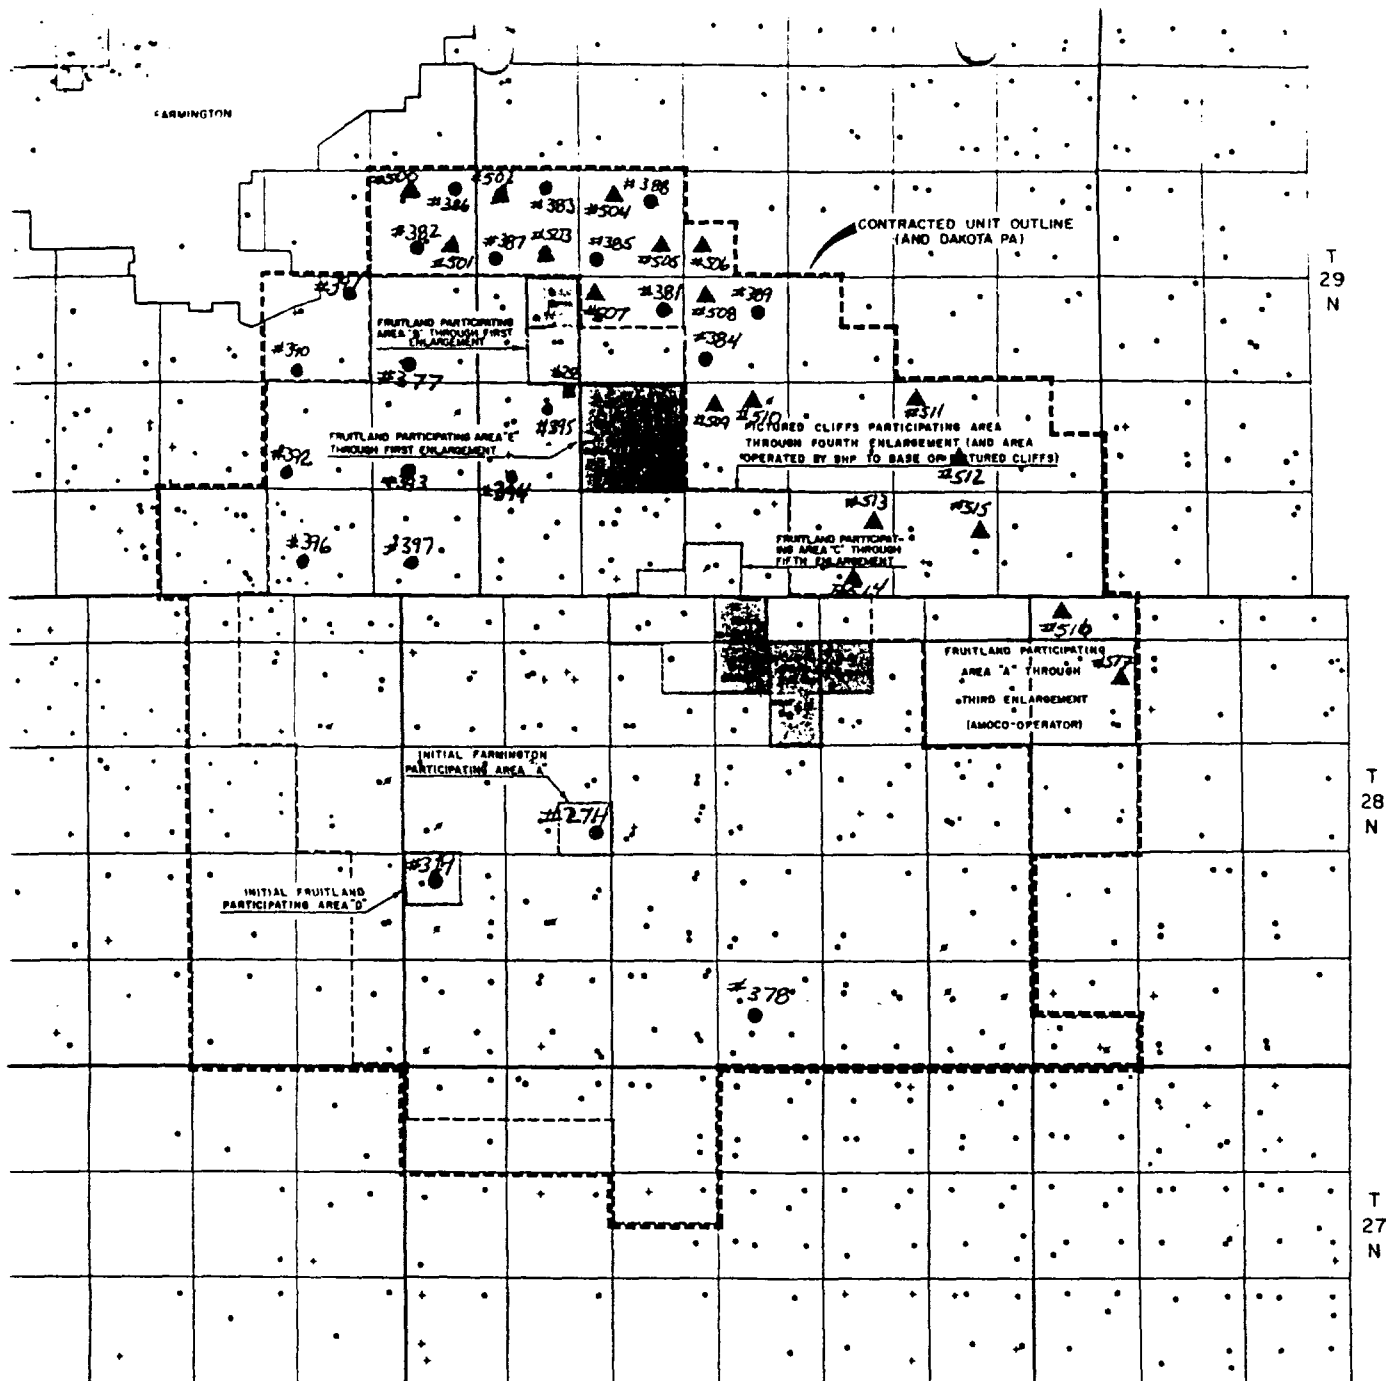 FARMINGTON
#500
#386
#383
#504
#388
#382
#501
#387
#503
#385
#505
#506
CONTRACTED UNIT OUTLINE
(AND DAKOTA PA)
T
29
N
#381
#389
#507
#508
FRUITLAND PARTICIPATING
AREA "B" THROUGH FIRST
ENLARGEMENT
#384
#390
#377
#395
#509
#510
#511
PICTURED CLIFFS PARTICIPATING AREA
THROUGH FOURTH ENLARGEMENT (AND AREA
OPERATED BY BHP TO BASE OF PICTURED CLIFFS)
FRUITLAND PARTICIPATING AREA "E"
THROUGH FIRST ENLARGEMENT
#392
#393
#394
#512
#513
#515
#396
#397
FRUITLAND PARTICIPAT-
ING AREA "C" THROUGH
FIFTH ENLARGEMENT
#514
#516
FRUITLAND PARTICIPATING
AREA "A" THROUGH
THIRD ENLARGEMENT
(AMOCO-OPERATOR)
#517
INITIAL FARMINGTON
PARTICIPATING AREA "A"
T
28
N
#379
INITIAL FRUITLAND
PARTICIPATING AREA "D"
#378
T
27
N